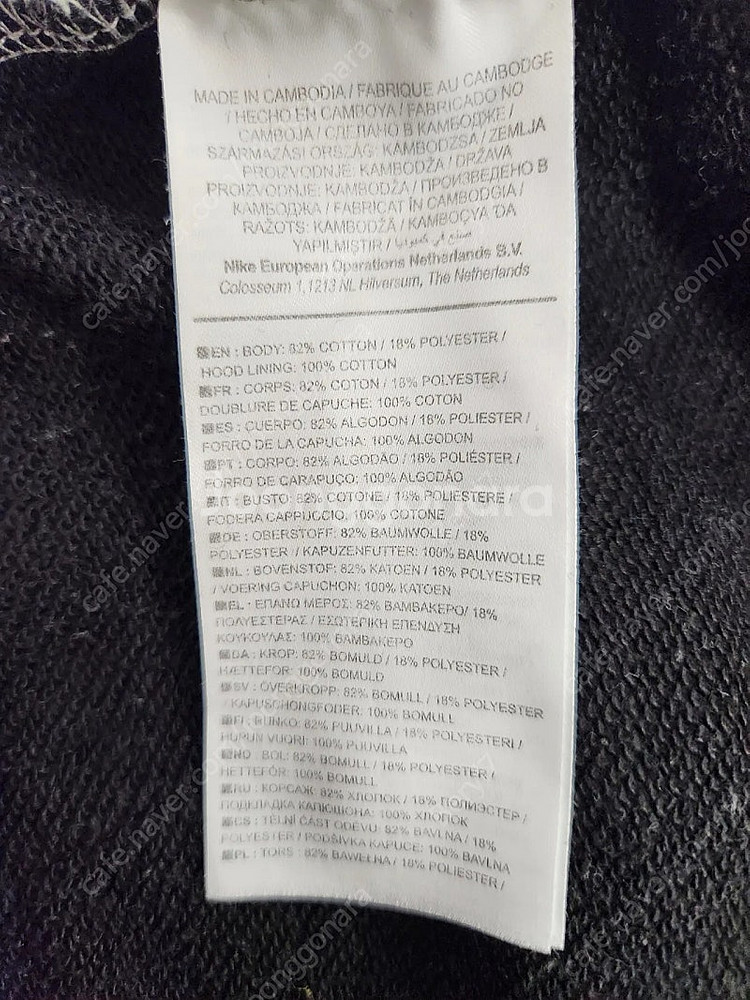 MADE IN CAMBODIA / FABRIQUE AU CAMBODGE
/ HECHO EN CAMBOYA / FABRICADO NO
CAMBOJA / СДЕЛАНО В КАМБОДЖЕ /
SZÁRMAZÁSI ORSZÁG: KAMBODZSA / ZEMLJA
PROIZVODNJE: KAMBODŽA / DRŽAVA
PROIZVODNJE: KAMBODŽA / ПРОИЗВЕДЕНО В
КАМБОДЖА / FABRICAT ÎN CAMBODGIA /
RAŽOTS: KAMBODŽĀ / KAMBOÇYA 'DA
YAPILMIŞTIR / صنع في كمبوديا
Nike European Operations Netherlands B.V.
Colosseum 1, 1213 NL Hilversum, The Netherlands
EN : BODY: 82% COTTON / 18% POLYESTER /
HOOD LINING: 100% COTTON
FR : CORPS: 82% COTON / 18% POLYESTER /
DOUBLURE DE CAPUCHE: 100% COTON
ES : CUERPO: 82% ALGODON / 18% POLIESTER /
FORRO DE LA CAPUCHA: 100% ALGODON
PT : CORPO: 82% ALGODÃO / 18% POLIÉSTER /
FORRO DE CARAPUÇO: 100% ALGODÃO
IT : BUSTO: 82% COTONE / 18% POLIESTERE /
FODERA CAPPUCCIO: 100% COTONE
DE : OBERSTOFF: 82% BAUMWOLLE / 18%
POLYESTER / KAPUZENFUTTER: 100% BAUMWOLLE
NL : BOVENSTOF: 82% KATOEN / 18% POLYESTER
/ VOERING CAPUCHON: 100% KATOEN
EL : ΕΠΑΝΩ ΜΕΡΟΣ: 82% ΒΑΜΒΑΚΕΡΟ/ 18%
ΠΟΛΥΕΣΤΕΡΑΣ / ΕΣΩΤΕΡΙΚΗ ΕΠΕΝΔΥΣΗ
ΚΟΥΚΟΥΛΑΣ: 100% ΒΑΜΒΑΚΕΡΟ
DA : KROP: 82% BOMULD / 18% POLYESTER /
HÆTTEFOR: 100% BOMULD
SV : ÖVERKROPP: 82% BOMULL / 18% POLYESTER
/ KAPUSCHONGFODER: 100% BOMULL
FI : RUNKO: 82% PUUVILLA / 18% POLYESTERI /
HUPUN VUORI: 100% PUUVILLA
NO : BOL: 82% BOMULL / 18% POLYESTER /
HETTEFÔR: 100% BOMULL
RU : КОРСАЖ: 82% ХЛОПОК / 18% ПОЛИЭСТЕР /
ПОДКЛАДКА КАПЮШОНА: 100% ХЛОПОК
CS : TĚLNÍ ČÁST ODĚVU: 82% BAVLNA / 18%
POLYESTER / PODŠÍVKA KAPUCE: 100% BAVLNA
PL : TORS : 82% BAWEŁNA / 18% POLIESTER /